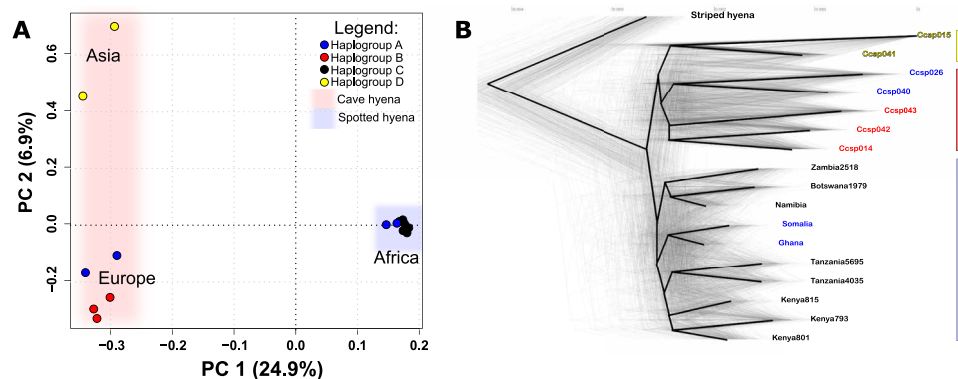 A
Asia
Legend:
Haplogroup A
Haplogroup B
Haplogroup C
Haplogroup D
Cave hyena
Spotted hyena
Europe
Africa
PC 2 (6.9%)
0.6
0.4
0.2
0.0
−0.2
−0.3
−0.2
−0.1
0.0
0.1
0.2
PC 1 (24.9%)
B
Striped hyena
Ccsp015
Ccsp041
Ccsp026
Ccsp040
Ccsp043
Ccsp042
Ccsp014
Zambia2518
Botswana1979
Namibia
Somalia
Ghana
Tanzania5695
Tanzania4035
Kenya815
Kenya793
Kenya801